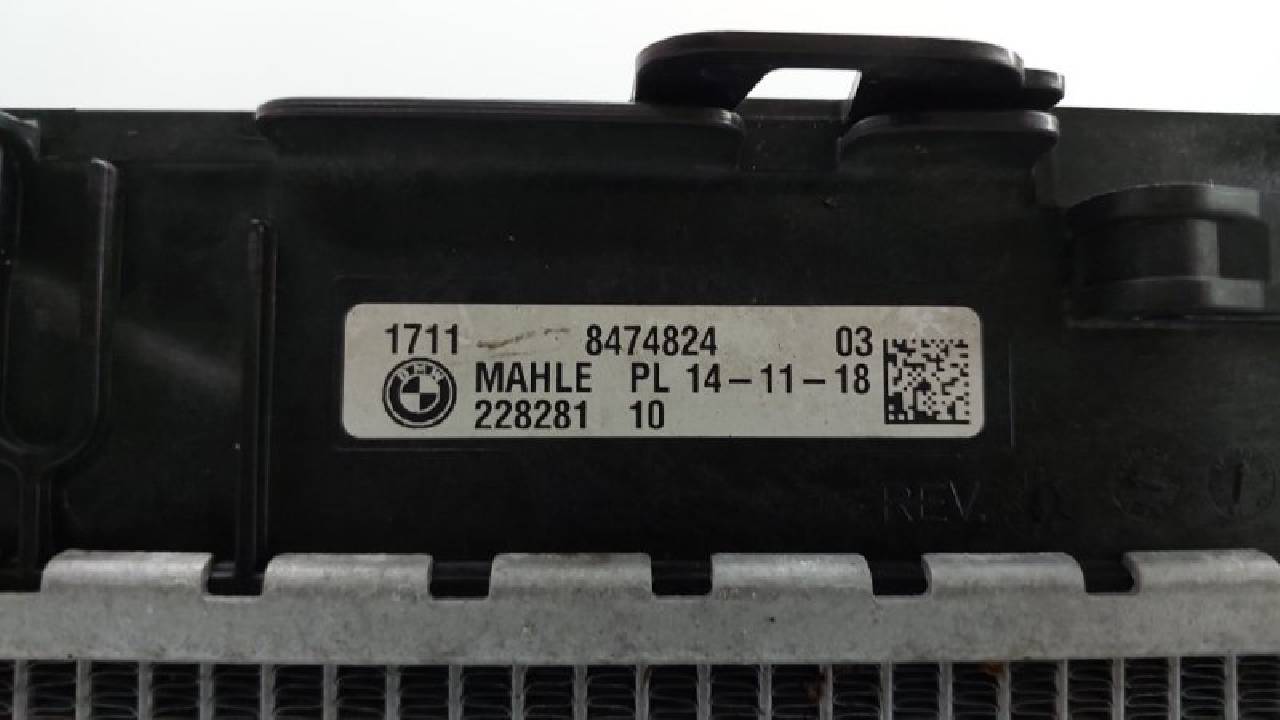 1711 8474824 03
BMW MAHLE PL 14-11-18
228281 10
REV.